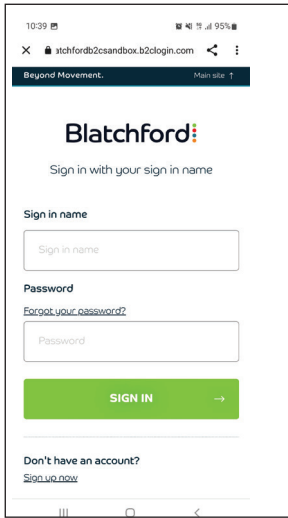 10:39
95%
atchfordb2csandbox.b2clogin.com
Beyond Movement. Main site ↑
Blatchford
Sign in with your sign in name
Sign in name
Sign in name
Password
Forgot your password?
Password
SIGN IN →
Don't have an account?
Sign up now